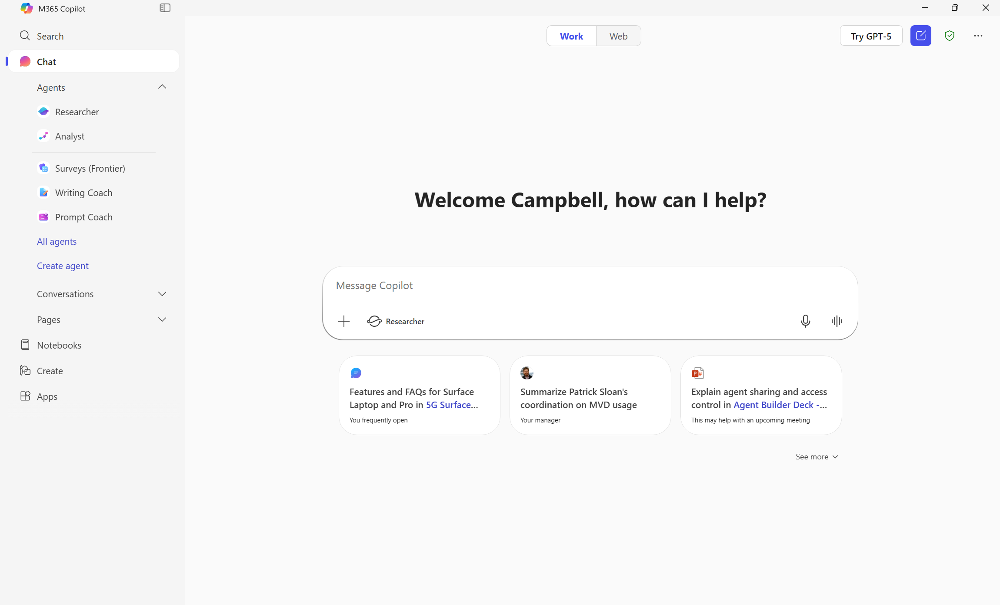 M365 Copilot
Search
Chat
Agents
Researcher
Analyst
Surveys (Frontier)
Writing Coach
Prompt Coach
All agents
Create agent
Conversations
Pages
Notebooks
Create
Apps
Work
Web
Try GPT-5
Welcome Campbell, how can I help?
Message Copilot
Researcher
Features and FAQs for Surface
Laptop and Pro in 5G Surface...
You frequently open
Summarize Patrick Sloan's
coordination on MVD usage
Your manager
P
Explain agent sharing and access
control in Agent Builder Deck -...
This may help with an upcoming meeting
See more